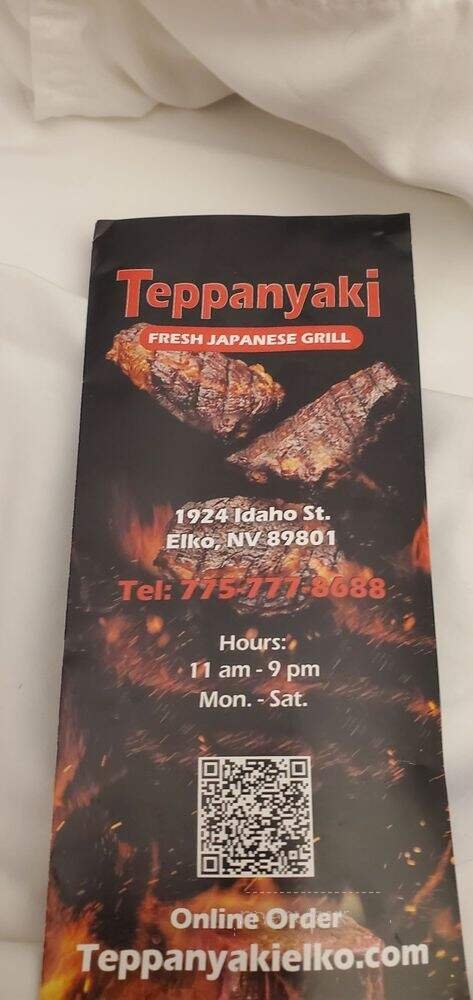 Teppanyaki
FRESH JAPANESE GRILL
1924 Idaho St.
Elko, NV 89801
Tel: 775-777-8688
Hours:
11 am - 9 pm
Mon. - Sat.
Online Order
Teppanyakielko.com